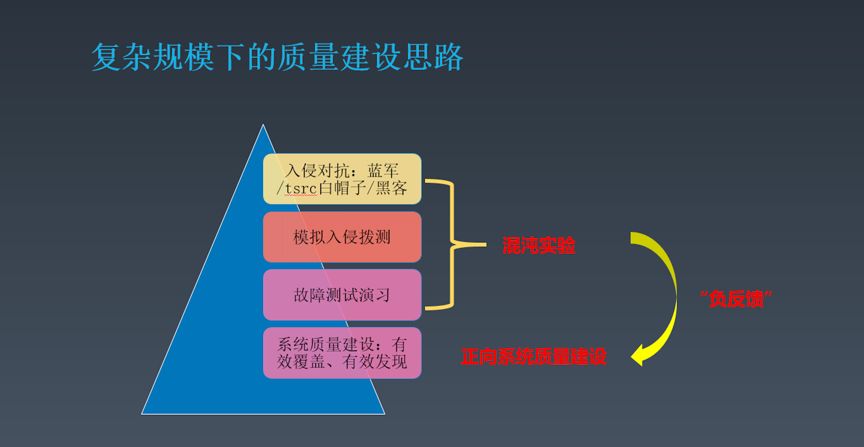 复杂规模下的质量建设思路
入侵对抗：蓝军
/tsrc白帽子/黑客
模拟入侵拨测
故障测试演习
系统质量建设：有
效覆盖、有效发现
混沌实验
“负反馈”
正向系统质量建设